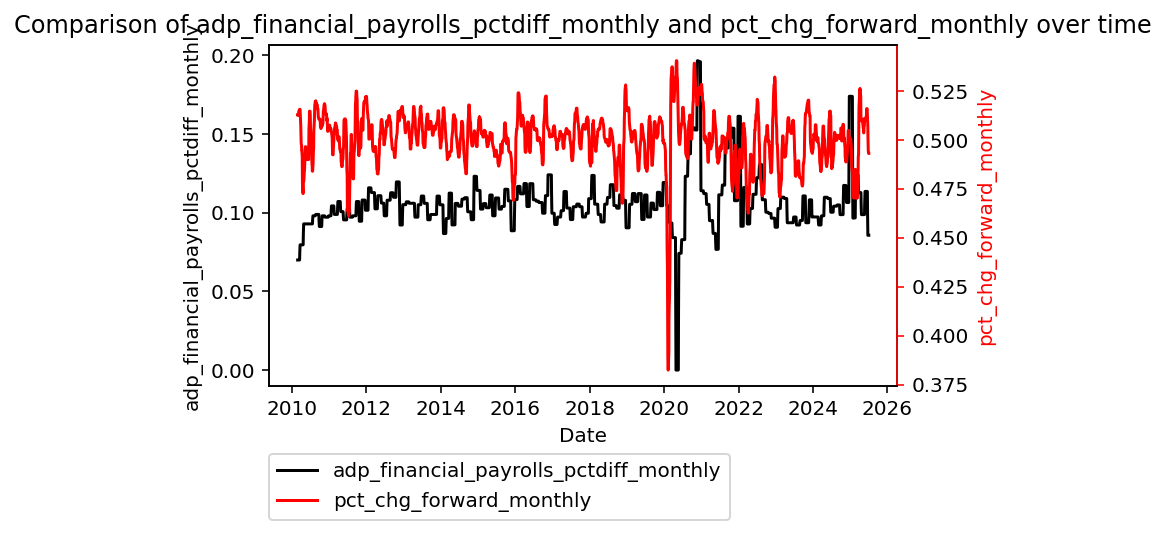 Comparison of adp_financial_payrolls_pctdiff_monthly and pct_chg_forward_monthly over time
adp_financial_payrolls_pctdiff_monthly
0.20
0.15
0.10
0.05
0.00
0.525
0.500
0.475
0.450
0.425
0.400
0.375
pct_chg_forward_monthly
2010 2012 2014 2016 2018 2020 2022 2024 2026
Date
adp_financial_payrolls_pctdiff_monthly
pct_chg_forward_monthly